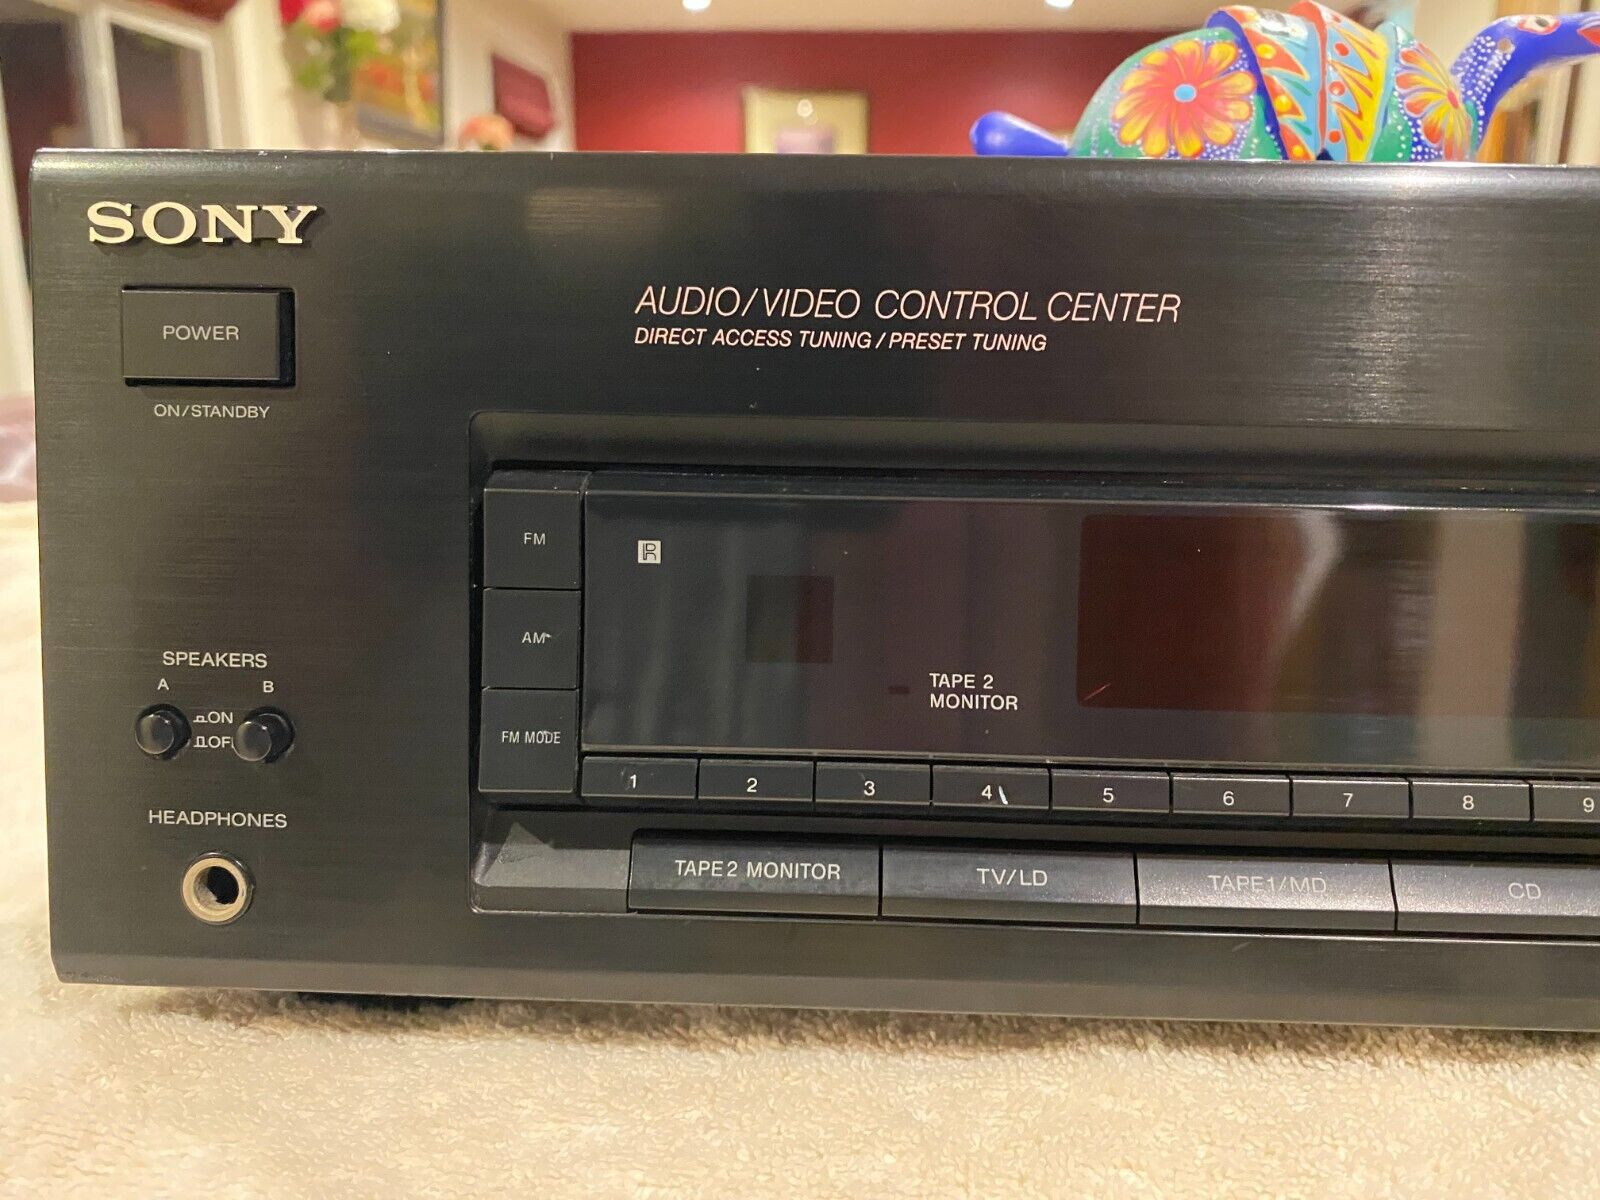 SONY
POWER
ON/STANDBY
AUDIO/VIDEO CONTROL CENTER
DIRECT ACCESS TUNING / PRESET TUNING
FM
AM
FM MODE
R
TAPE 2
MONITOR
SPEAKERS
A B
ON
OFF
HEADPHONES
1 2 3 4 5 6 7 8 9
TAPE 2 MONITOR TV/LD TAPE1/MD CD